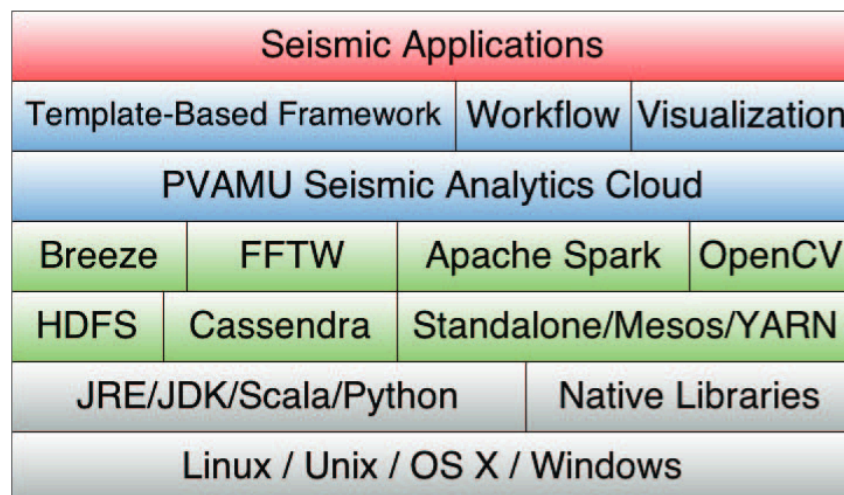 Seismic Applications
Template-Based Framework Workflow Visualization
PVAMU Seismic Analytics Cloud
Breeze FFTW Apache Spark OpenCV
HDFS Cassendra Standalone/Mesos/YARN
JRE/JDK/Scala/Python Native Libraries
Linux / Unix / OS X / Windows